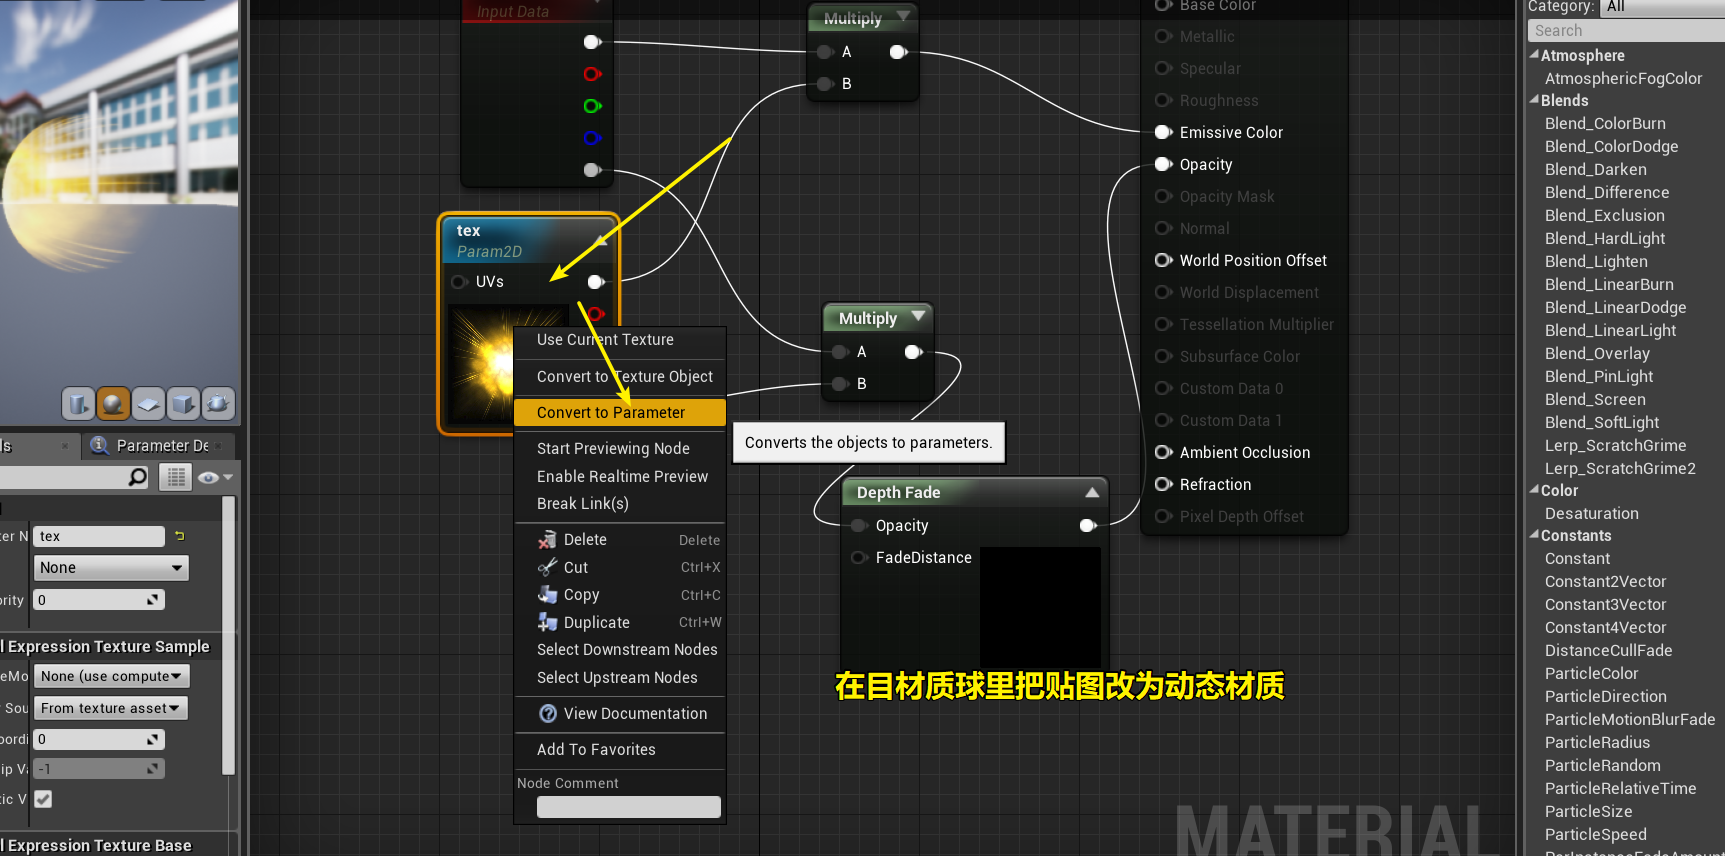 Input Data
Multiply
A
B
tex
Param2D
UVs
Use Current Texture
Convert to Texture Object
Convert to Parameter
Converts the objects to parameters.
Start Previewing Node
Enable Realtime Preview
Break Link(s)
Delete Delete
Cut Ctrl+X
Copy Ctrl+C
Duplicate Ctrl+W
Select Downstream Nodes
Select Upstream Nodes
View Documentation
Add To Favorites
Node Comment
Multiply
A
B
Depth Fade
Opacity
FadeDistance
在目材质球里把贴图改为动态材质
Base Color
Metallic
Specular
Roughness
Emissive Color
Opacity
Opacity Mask
Normal
World Position Offset
World Displacement
Tessellation Multiplier
Subsurface Color
Custom Data 0
Custom Data 1
Ambient Occlusion
Refraction
Pixel Depth Offset
MATERIAL
ls
Parameter De
ter N tex
None
ority 0
l Expression Texture Sample
eMo None (use compute
Sou From texture asset
oordi 0
ip V -1
tic V
l Expression Texture Base
Category: All
Search
Atmosphere
AtmosphericFogColor
Blends
Blend_ColorBurn
Blend_ColorDodge
Blend_Darken
Blend_Difference
Blend_Exclusion
Blend_HardLight
Blend_Lighten
Blend_LinearBurn
Blend_LinearDodge
Blend_LinearLight
Blend_Overlay
Blend_PinLight
Blend_Screen
Blend_SoftLight
Lerp_ScratchGrime
Lerp_ScratchGrime2
Color
Desaturation
Constants
Constant
Constant2Vector
Constant3Vector
Constant4Vector
DistanceCullFade
ParticleColor
ParticleDirection
ParticleMotionBlurFade
ParticleRadius
ParticleRandom
ParticleRelativeTime
ParticleSize
ParticleSpeed